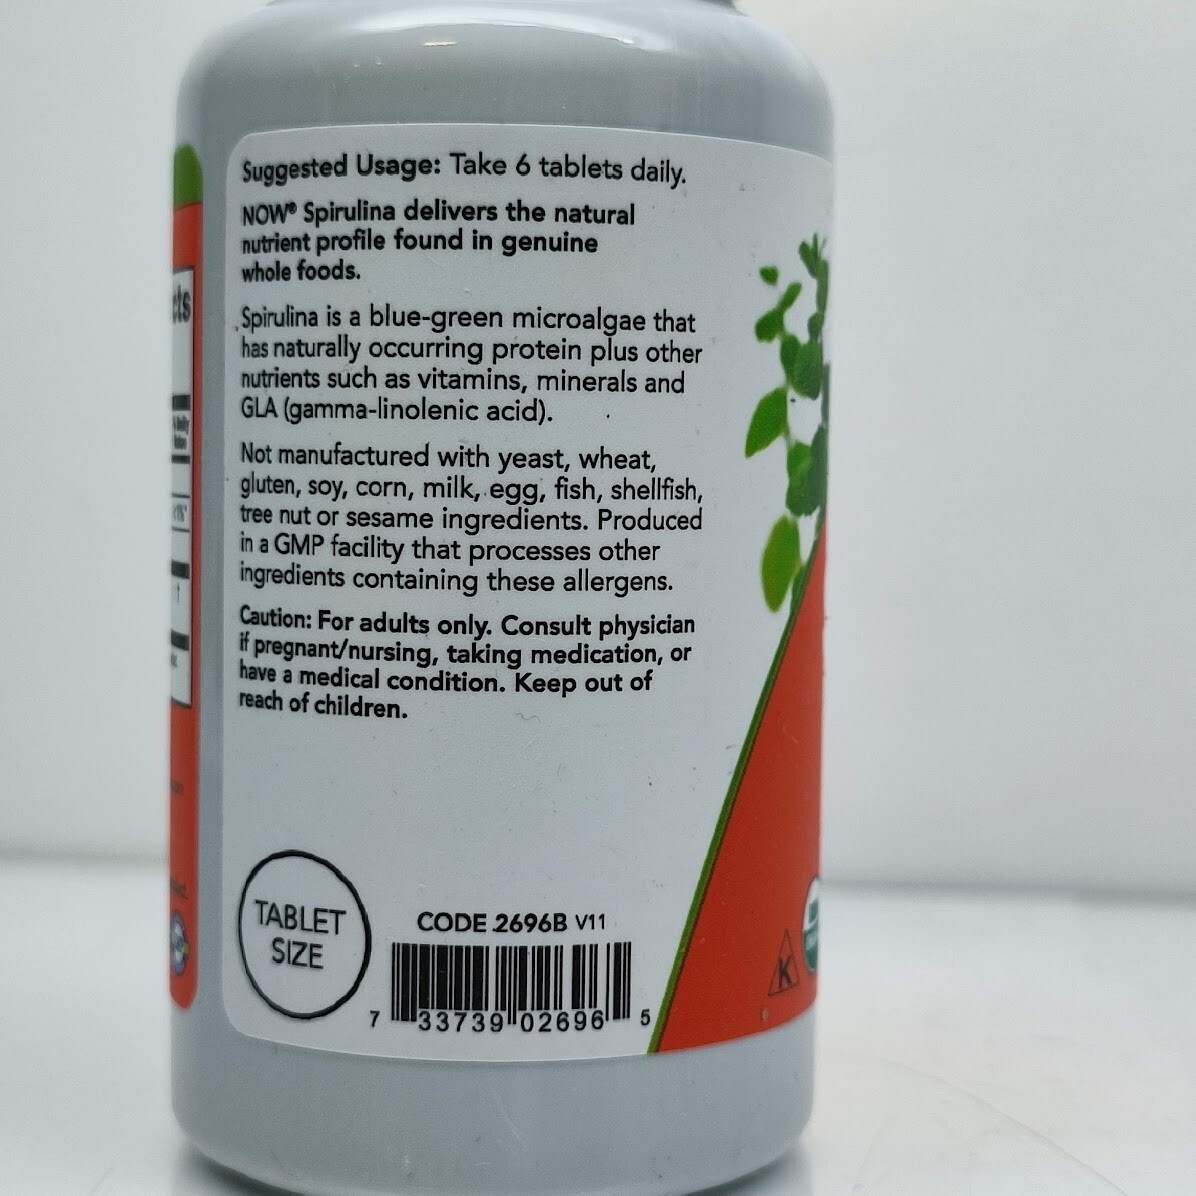 Suggested Usage: Take 6 tablets daily.
NOW® Spirulina delivers the natural
nutrient profile found in genuine
whole foods.
Spirulina is a blue-green microalgae that
has naturally occurring protein plus other
nutrients such as vitamins, minerals and
GLA (gamma-linolenic acid).
Not manufactured with yeast, wheat,
gluten, soy, corn, milk, egg, fish, shellfish,
tree nut or sesame ingredients. Produced
in a GMP facility that processes other
ingredients containing these allergens.
Caution: For adults only. Consult physician
if pregnant/nursing, taking medication, or
have a medical condition. Keep out of
reach of children.
TABLET
SIZE
CODE 2696B V11
7 33739 02696 5
K